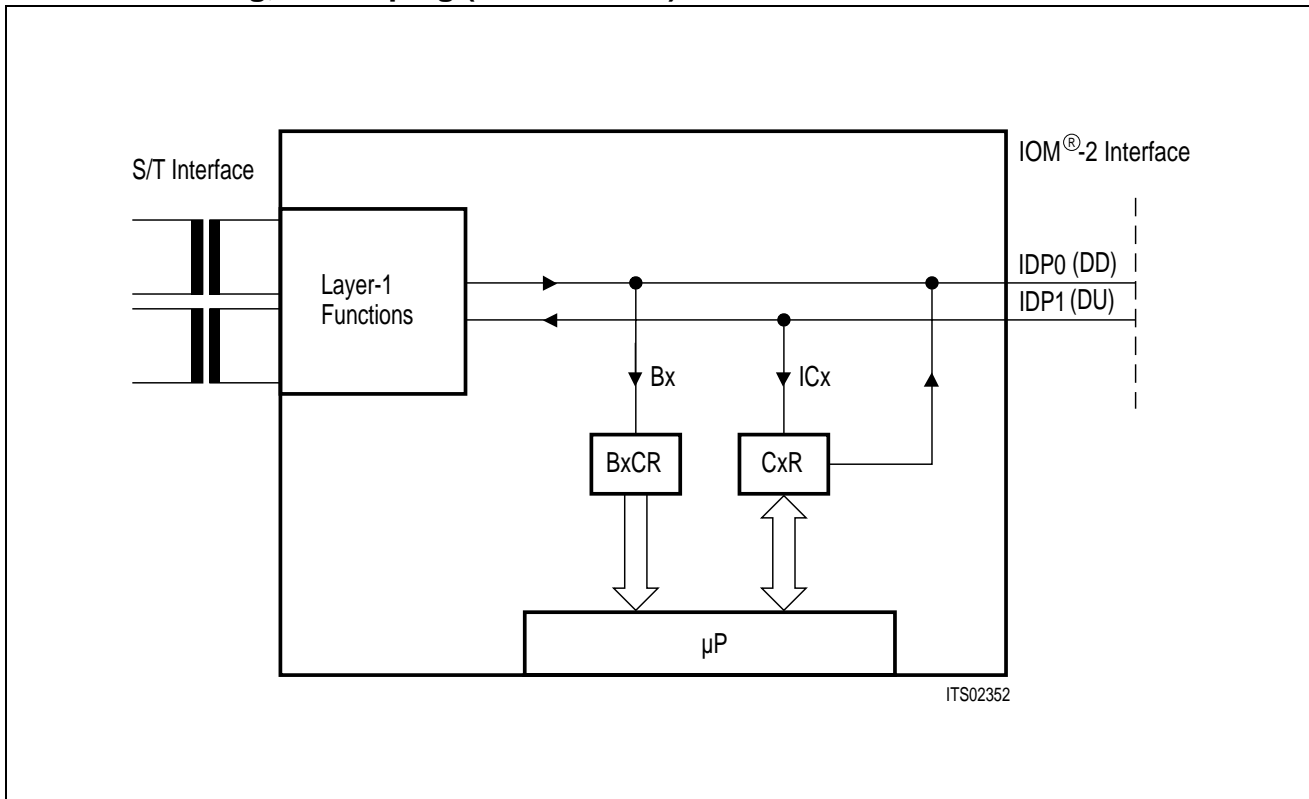 S/T Interface
IOM®-2 Interface
Layer-1
Functions
IDP0 (DD)
IDP1 (DU)
Bx
ICx
BxCR
CxR
µP
ITS02352